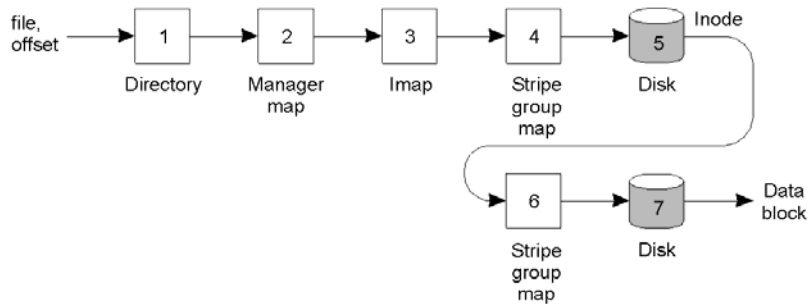 file,
offset
1
2
3
4
5
Inode
Directory
Manager
map
Imap
Stripe
group
map
Disk
6
7
Data
block
Stripe
group
map
Disk